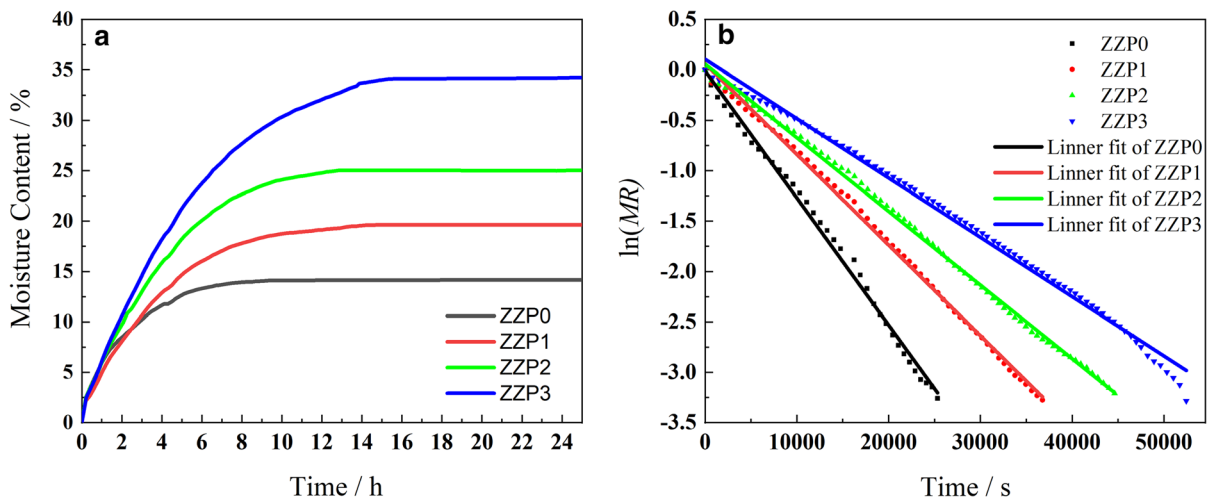 a
40
35
30
25
20
15
10
5
0
Moisture Content / %
0 2 4 6 8 10 12 14 16 18 20 22 24
Time / h
ZZP0
ZZP1
ZZP2
ZZP3
b
0.5
0.0
-0.5
-1.0
-1.5
-2.0
-2.5
-3.0
-3.5
ln(MR)
0 10000 20000 30000 40000 50000
Time / s
ZZP0
ZZP1
ZZP2
ZZP3
Linner fit of ZZP0
Linner fit of ZZP1
Linner fit of ZZP2
Linner fit of ZZP3